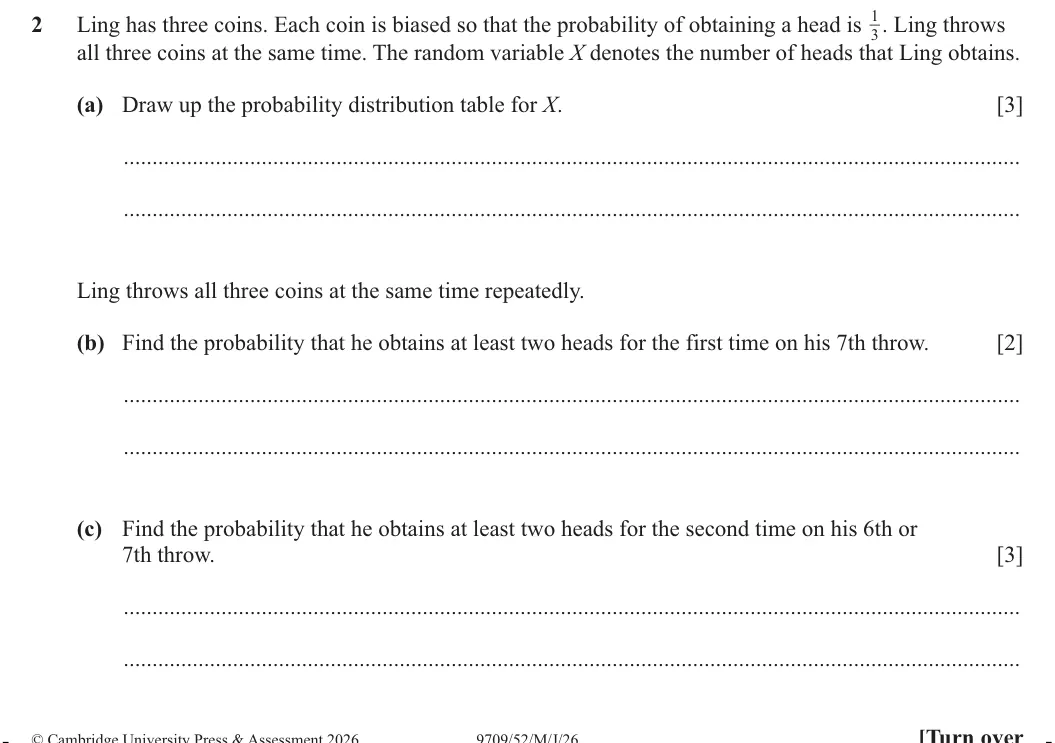 2 Ling has three coins. Each coin is biased so that the probability of obtaining a head is 1/3. Ling throws
all three coins at the same time. The random variable X denotes the number of heads that Ling obtains.
(a) Draw up the probability distribution table for X. [3]
Ling throws all three coins at the same time repeatedly.
(b) Find the probability that he obtains at least two heads for the first time on his 7th throw. [2]
(c) Find the probability that he obtains at least two heads for the second time on his 6th or
7th throw. [3]
© Cambridge University Press & Assessment 2026 9709/52/M/J/26 [Turn over